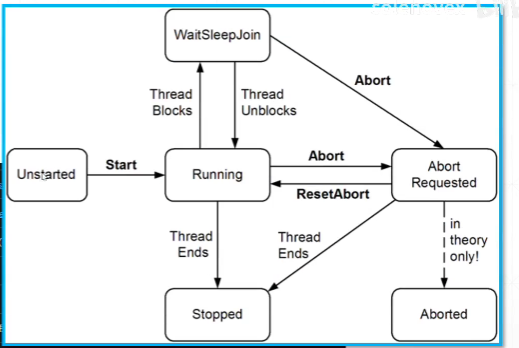 WaitSleepJoin
Abort
Thread
Blocks
Thread
Unblocks
Unstarted
Start
Running
Abort
ResetAbort
Abort
Requested
Thread
Ends
Thread
Ends
in
theory
only!
Stopped
Aborted